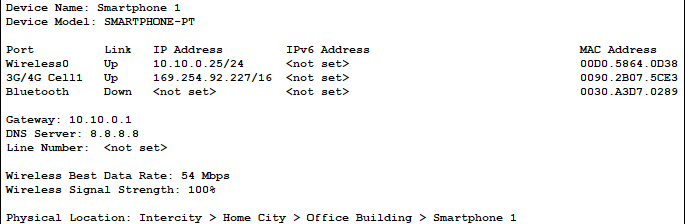 Device Name: Smartphone 1
Device Model: SMARTPHONE-PT
Port Link IP Address IPv6 Address MAC Address
Wireless0 Up 10.10.0.25/24 <not set> 00D0.5864.0D38
3G/4G Cell1 Up 169.254.92.227/16 <not set> 0090.2B07.5CE3
Bluetooth Down <not set> <not set> 0030.A3D7.0289
Gateway: 10.10.0.1
DNS Server: 8.8.8.8
Line Number: <not set>
Wireless Best Data Rate: 54 Mbps
Wireless Signal Strength: 100%
Physical Location: Intercity > Home City > Office Building > Smartphone 1